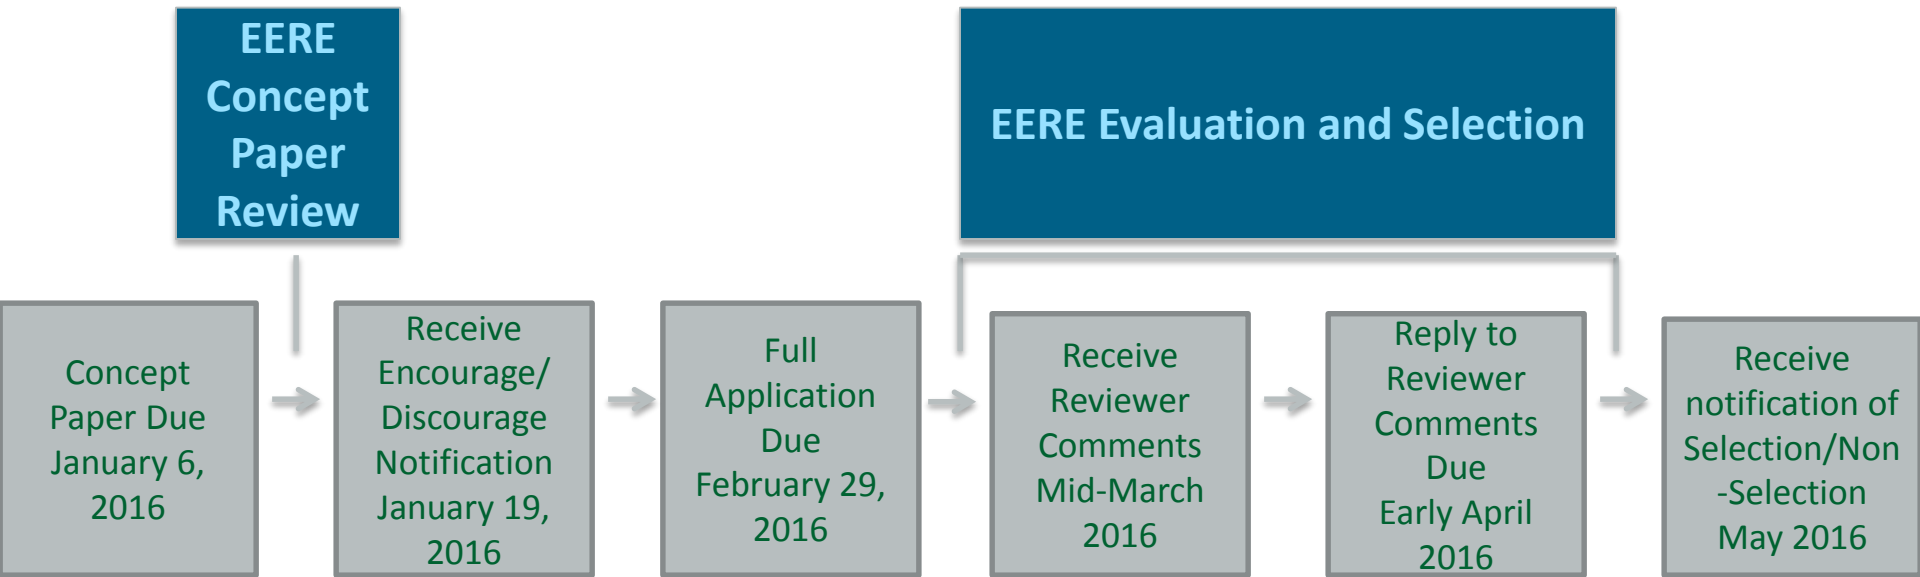 EERE
Concept
Paper
Review
EERE Evaluation and Selection
Concept
Paper Due
January 6,
2016
Receive
Encourage/
Discourage
Notification
January 19,
2016
Full
Application
Due
February 29,
2016
Receive
Reviewer
Comments
Mid-March
2016
Reply to
Reviewer
Comments
Due
Early April
2016
Receive
notification of
Selection/Non
-Selection
May 2016